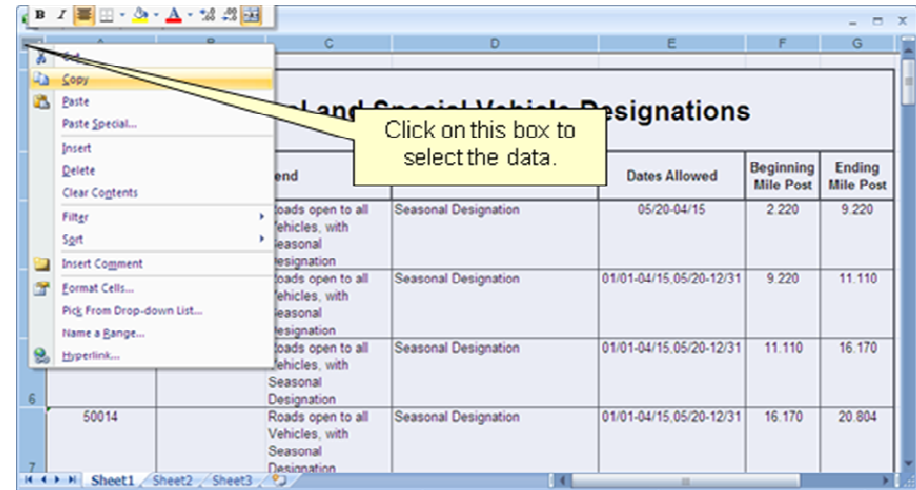 B I
A B C D E F G
Cut
Copy
Paste
Paste Special...
Insert
Delete
Clear Contents
Filter
Sort
Insert Comment
Format Cells...
Pick From Drop-down List...
Name a Range...
Hyperlink...
and Special Vehicle Designations
Click on this box to
select the data.
end Dates Allowed Beginning Ending
Mile Post Mile Post
Roads open to all Seasonal Designation 05/20-04/15 2.220 9.220
Vehicles, with
Seasonal
Designation
Roads open to all Seasonal Designation 01/01-04/15,05/20-12/31 9.220 11.110
Vehicles, with
Seasonal
Designation
Roads open to all Seasonal Designation 01/01-04/15,05/20-12/31 11.110 16.170
Vehicles, with
Seasonal
6 Designation
50014 Roads open to all Seasonal Designation 01/01-04/15,05/20-12/31 16.170 20.804
Vehicles, with
Seasonal
7 Designation
Sheet1 Sheet2 Sheet3